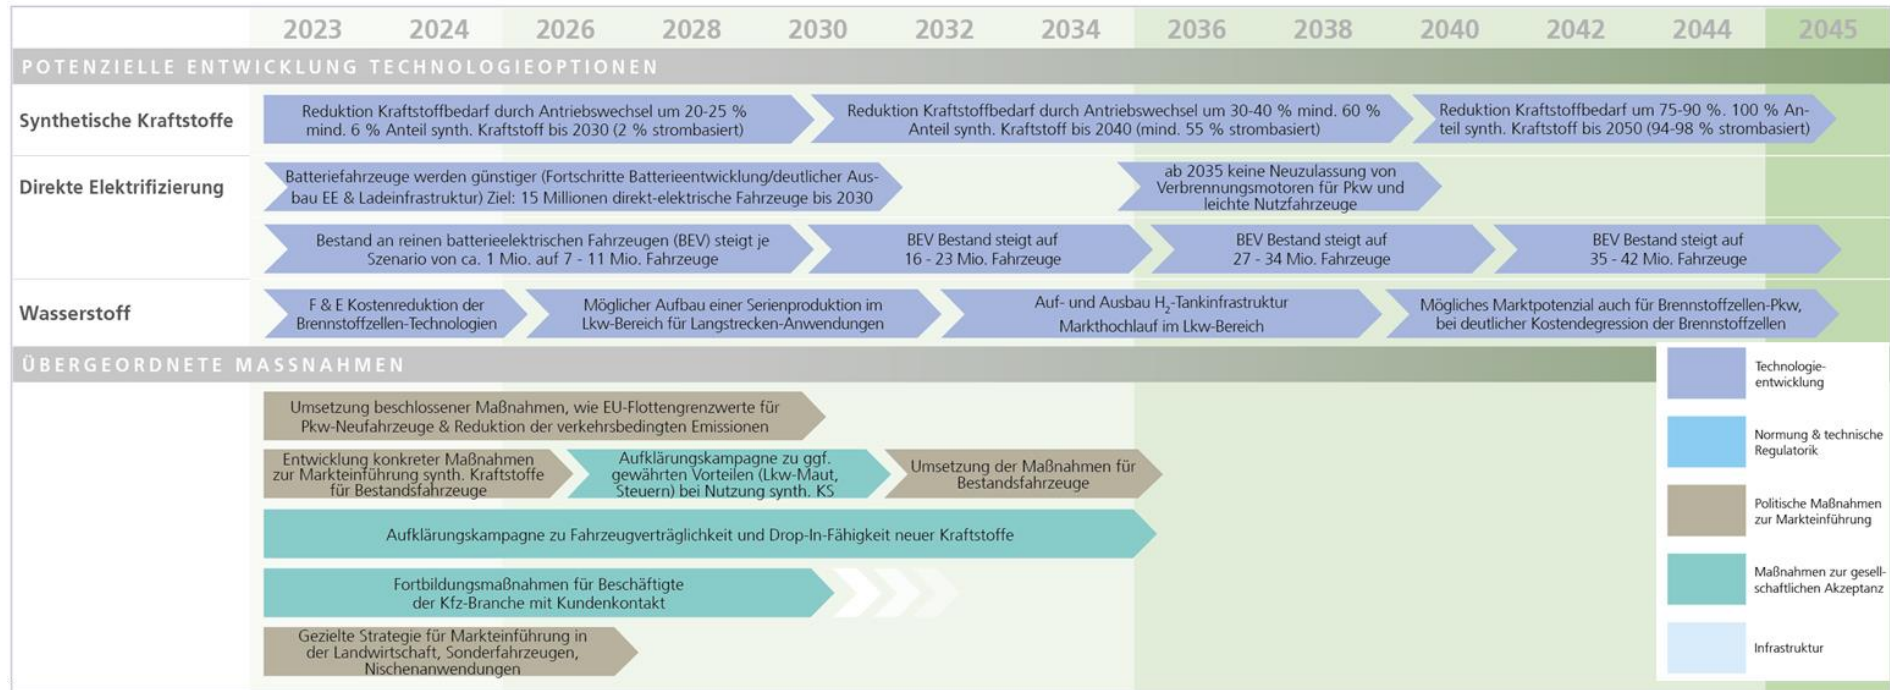 2023 2024 2026 2028 2030 2032 2034 2036 2038 2040 2042 2044 2045
POTENZIELLE ENTWICKLUNG TECHNOLOGIEOPTIONEN
Synthetische Kraftstoffe
Reduktion Kraftstoffbedarf durch Antriebswechsel um 20-25 %
mind. 6 % Anteil synth. Kraftstoff bis 2030 (2 % strombasiert)
Reduktion Kraftstoffbedarf durch Antriebswechsel um 30-40 % mind. 60 %
Anteil synth. Kraftstoff bis 2040 (mind. 55 % strombasiert)
Reduktion Kraftstoffbedarf um 75-90 %. 100 % An-
teil synth. Kraftstoff bis 2050 (94-98 % strombasiert)
Direkte Elektrifizierung
Batteriefahrzeuge werden günstiger (Fortschritte Batterieentwicklung/deutlicher Aus-
bau EE & Ladeinfrastruktur) Ziel: 15 Millionen direkt-elektrische Fahrzeuge bis 2030
ab 2035 keine Neuzulassung von
Verbrennungsmotoren für Pkw und
leichte Nutzfahrzeuge
Bestand an reinen batterieelektrischen Fahrzeugen (BEV) steigt je
Szenario von ca. 1 Mio. auf 7 - 11 Mio. Fahrzeuge
BEV Bestand steigt auf
16 - 23 Mio. Fahrzeuge
BEV Bestand steigt auf
27 - 34 Mio. Fahrzeuge
BEV Bestand steigt auf
35 - 42 Mio. Fahrzeuge
Wasserstoff
F & E Kostenreduktion der
Brennstoffzellen-Technologien
Möglicher Aufbau einer Serienproduktion im
Lkw-Bereich für Langstrecken-Anwendungen
Auf- und Ausbau H₂-Tankinfrastruktur
Markthochlauf im Lkw-Bereich
Mögliches Marktpotenzial auch für Brennstoffzellen-Pkw,
bei deutlicher Kostendegression der Brennstoffzellen
ÜBERGEORDNETE MASSNAHMEN
Umsetzung beschlossener Maßnahmen, wie EU-Flottengrenzwerte für
Pkw-Neufahrzeuge & Reduktion der verkehrsbedingten Emissionen
Entwicklung konkreter Maßnahmen
zur Markteinführung synth. Kraftstoffe
für Bestandsfahrzeuge
Aufklärungskampagne zu ggf.
gewährten Vorteilen (Lkw-Maut,
Steuern) bei Nutzung synth. KS
Umsetzung der Maßnahmen für
Bestandsfahrzeuge
Aufklärungskampagne zu Fahrzeugverträglichkeit und Drop-In-Fähigkeit neuer Kraftstoffe
Fortbildungsmaßnahmen für Beschäftigte
der Kfz-Branche mit Kundenkontakt
Gezielte Strategie für Markteinführung in
der Landwirtschaft, Sonderfahrzeugen,
Nischenanwendungen
Technologie-
entwicklung
Normung & technische
Regulatorik
Politische Maßnahmen
zur Markteinführung
Maßnahmen zur gesell-
schaftlichen Akzeptanz
Infrastruktur